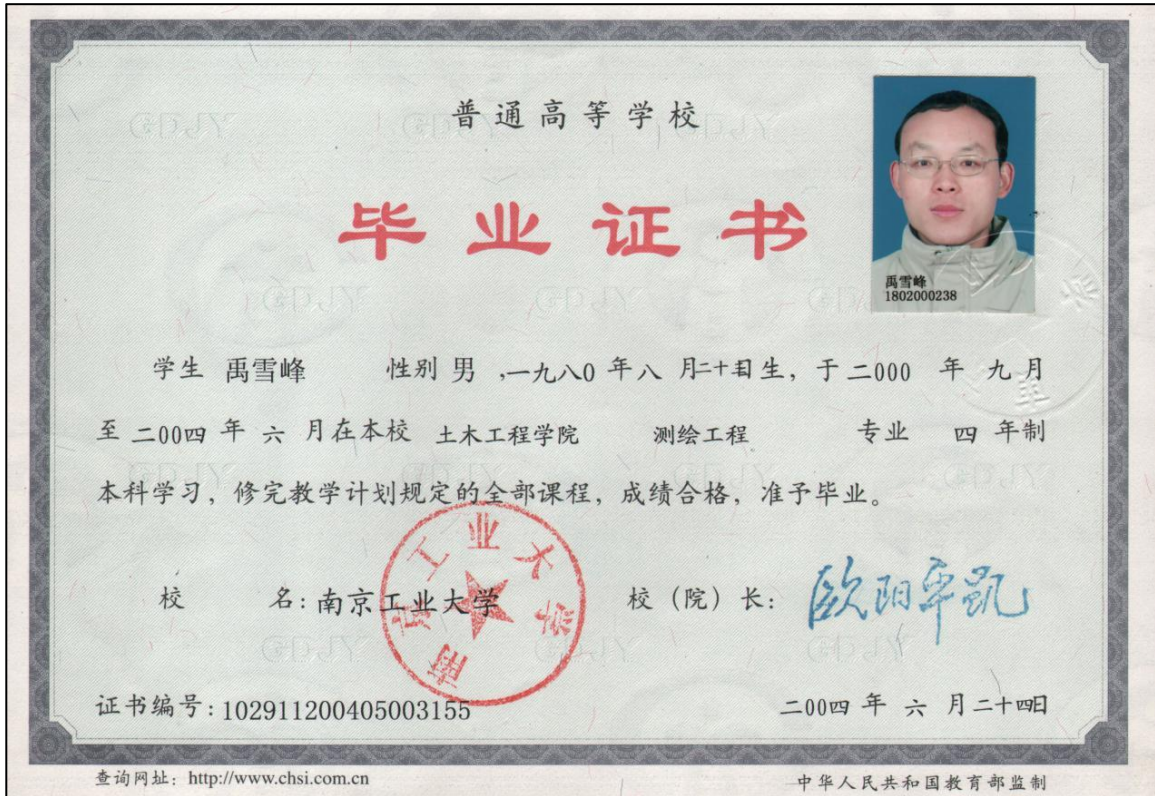 普通高等学校
毕业证书
禹雪峰
1802000238
学生 禹雪峰 性别 男 ,一九八0 年 八 月二十日生, 于 二000 年 九 月
至 二00四 年 六 月在本校 土木工程学院 测绘工程 专业 四 年制
本科学习, 修完教学计划规定的全部课程, 成绩合格, 准予毕业。
校 名: 南京工业大学 校 (院) 长: 欧阳平凯
南京工业大学
证书编号: 102911200405003155 二00四 年 六 月二十四日
查询网址: http://www.chsi.com.cn 中华人民共和国教育部监制